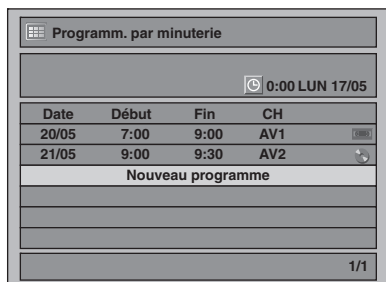 Programm. par minuterie
0:00 LUN 17/05
Date Début Fin CH
20/05 7:00 9:00 AV1
21/05 9:00 9:30 AV2
Nouveau programme
1/1